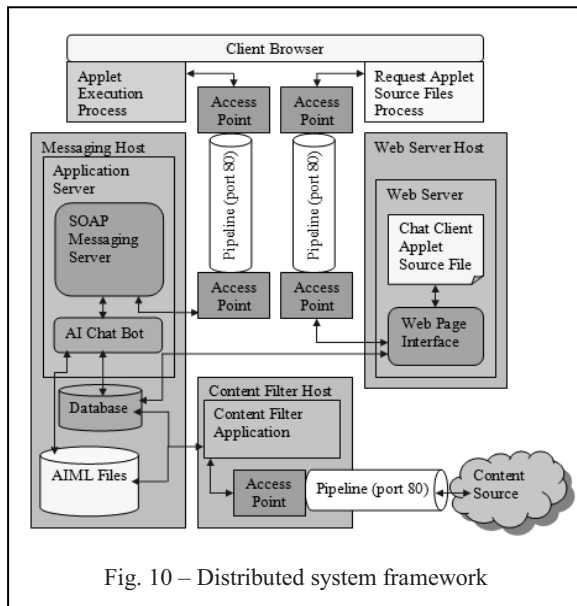 Client Browser
Applet
Execution
Process
Access
Point
Access
Point
Request Applet
Source Files
Process
Messaging Host
Application
Server
SOAP
Messaging
Server
Pipeline (port 80)
Pipeline (port 80)
Access
Point
Access
Point
AI Chat Bot
Database
AIML Files
Web Server Host
Web Server
Chat Client
Applet
Source File
Web Page
Interface
Content Filter Host
Content Filter
Application
Access
Point
Pipeline (port 80)
Content
Source
Fig. 10 – Distributed system framework